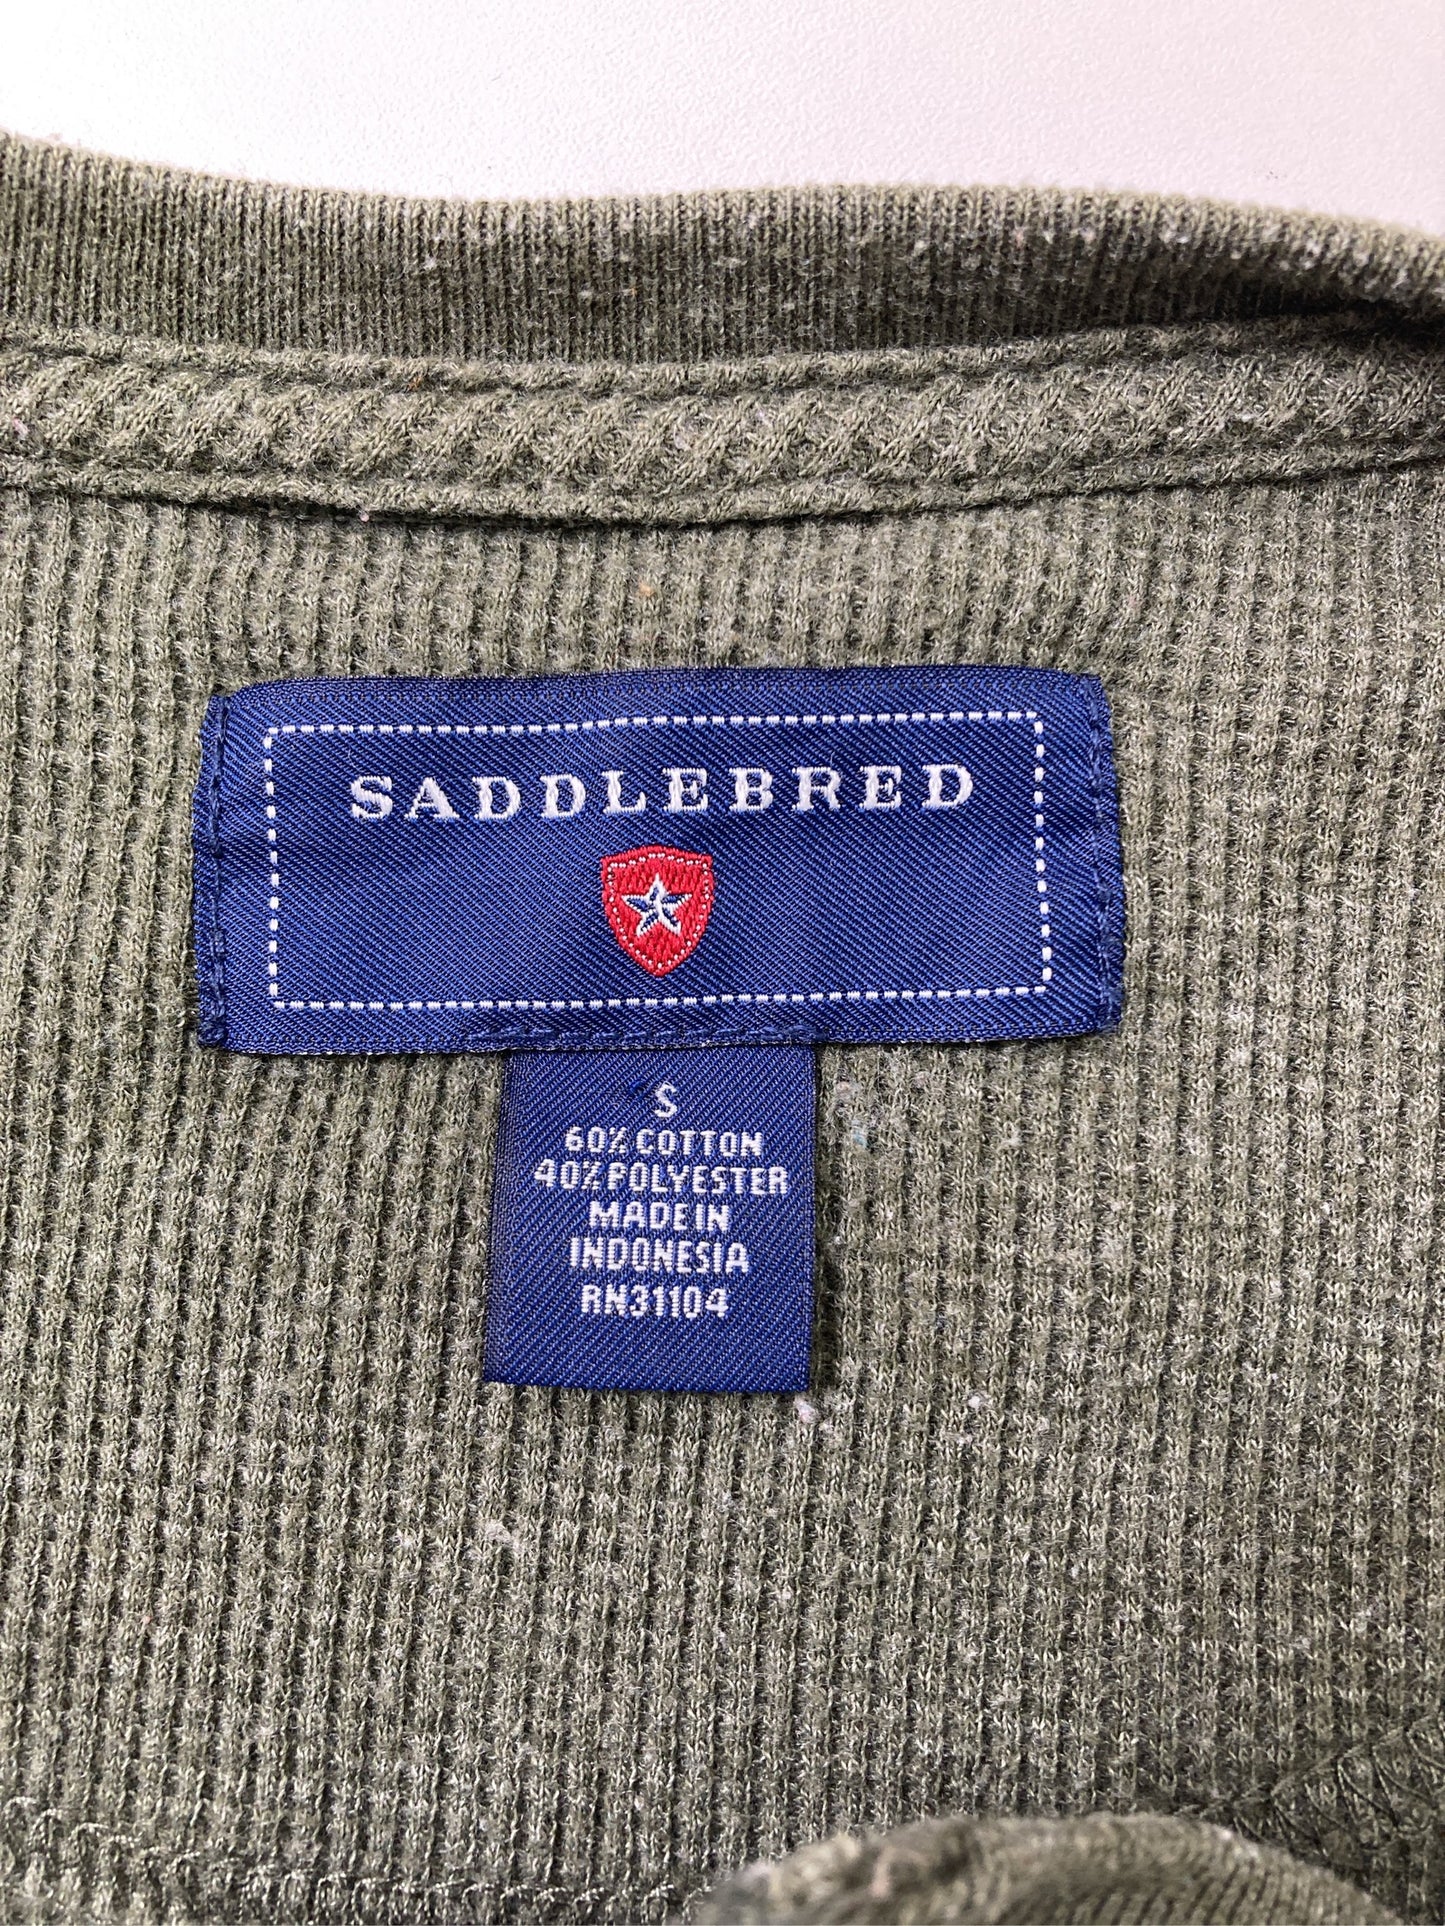 SADDLEBRED
S
60% COTTON
40% POLYESTER
MADE IN
INDONESIA
RN31104